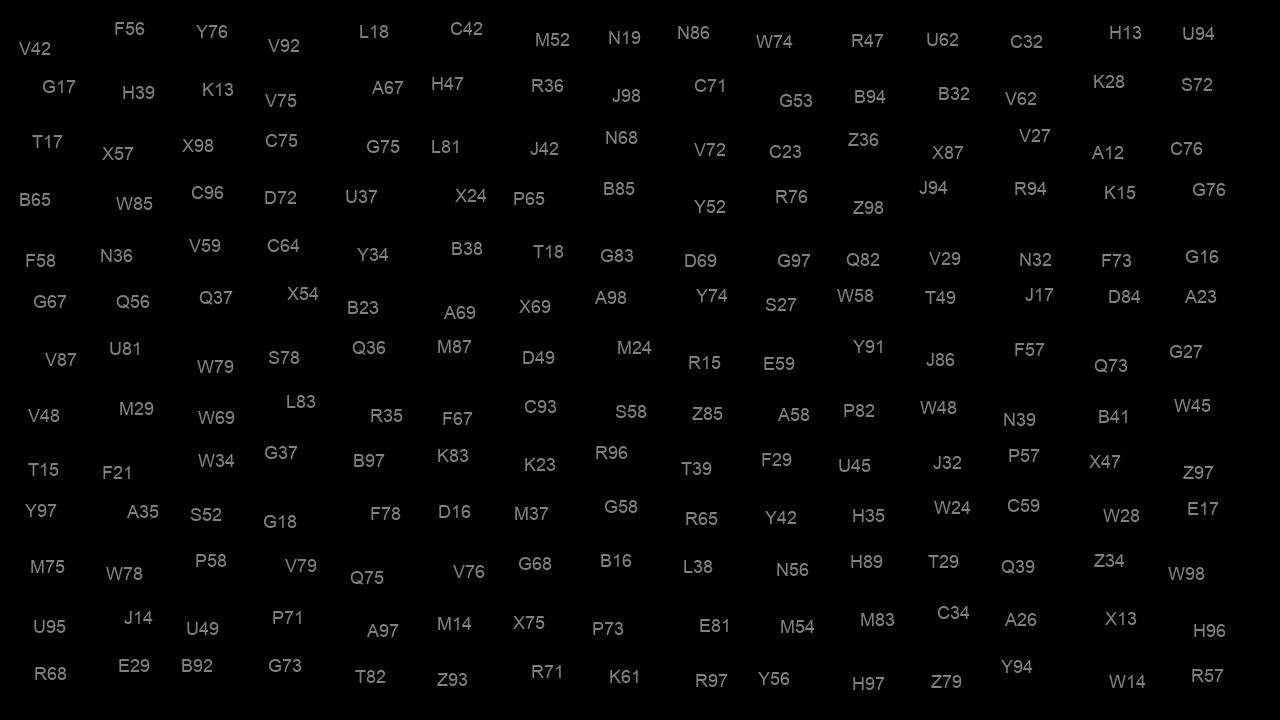 V42 F56 Y76 V92 L18 C42 M52 N19 N86 W74 R47 U62 C32 H13 U94
G17 H39 K13 V75 A67 H47 R36 J98 C71 G53 B94 B32 V62 K28 S72
T17 X57 X98 C75 G75 L81 J42 N68 V72 C23 Z36 X87 V27 A12 C76
B65 W85 C96 D72 U37 X24 P65 B85 Y52 R76 Z98 J94 R94 K15 G76
F58 N36 V59 C64 Y34 B38 T18 G83 D69 G97 Q82 V29 N32 F73 G16
G67 Q56 Q37 X54 B23 A69 X69 A98 Y74 S27 W58 T49 J17 D84 A23
V87 U81 W79 S78 Q36 M87 D49 M24 R15 E59 Y91 J86 F57 Q73 G27
V48 M29 W69 L83 R35 F67 C93 S58 Z85 A58 P82 W48 N39 B41 W45
T15 F21 W34 G37 B97 K83 K23 R96 T39 F29 U45 J32 P57 X47 Z97
Y97 A35 S52 G18 F78 D16 M37 G58 R65 Y42 H35 W24 C59 W28 E17
M75 W78 P58 V79 Q75 V76 G68 B16 L38 N56 H89 T29 Q39 Z34 W98
U95 J14 U49 P71 A97 M14 X75 P73 E81 M54 M83 C34 A26 X13 H96
R68 E29 B92 G73 T82 Z93 R71 K61 R97 Y56 H97 Z79 Y94 W14 R57